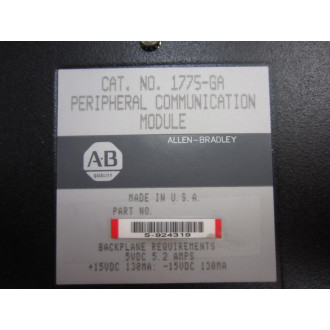 CAT. NO. 1775-GA
PERIPHERAL COMMUNICATION
MODULE
ALLEN-BRADLEY
A-B
QUALITY
MADE IN U.S.A.
PART NO.
S-924319
BACKPLANE REQUIREMENTS
5VDC 5.2 AMPS
+15VDC 130MA: -15VDC 130MA